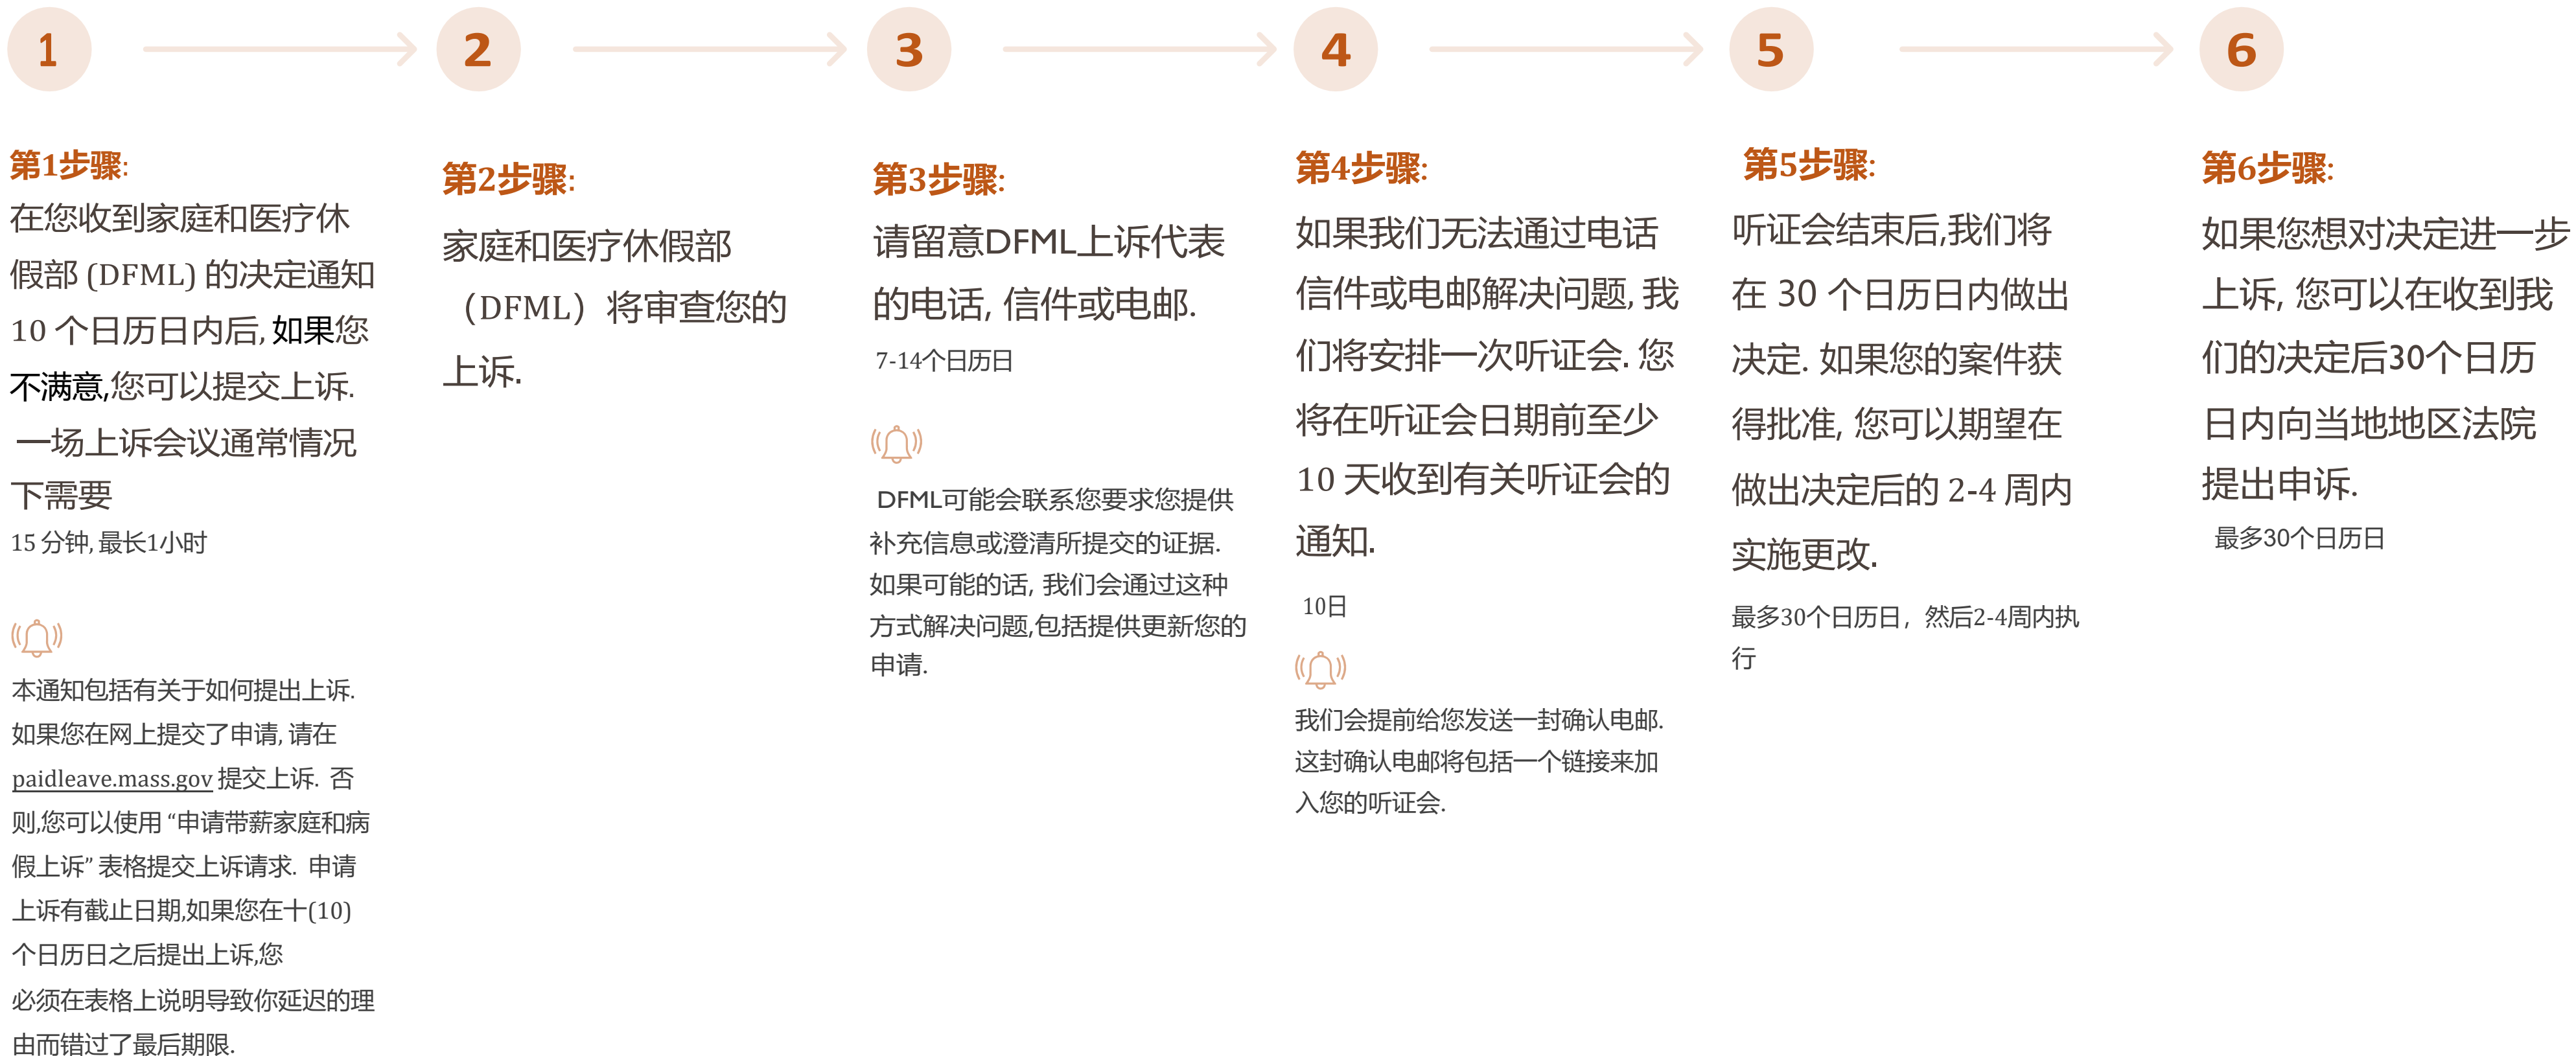 1
2
3
4
5
6
第1步骤:
在您收到家庭和医疗休
假部 (DFML) 的决定通知
10 个日历日内后, 如果您
不满意,您可以提交上诉.
一场上诉会议通常情况
下需要
15 分钟, 最长1小时
本通知包括有关于如何提出上诉.
如果您在网上提交了申请, 请在
paidleave.mass.gov 提交上诉. 否
则,您可以使用 “申请带薪家庭和病
假上诉” 表格提交上诉请求. 申请
上诉有截止日期,如果您在十(10)
个日历日之后提出上诉,您
必须在表格上说明导致你延迟的理
由而错过了最后期限.
第2步骤:
家庭和医疗休假部
（DFML）将审查您的
上诉.
第3步骤:
请留意DFML上诉代表
的电话, 信件或电邮.
7-14个日历日
DFML可能会联系您要求您提供
补充信息或澄清所提交的证据.
如果可能的话, 我们会通过这种
方式解决问题,包括提供更新您的
申请.
第4步骤:
如果我们无法通过电话
信件或电邮解决问题, 我
们将安排一次听证会. 您
将在听证会日期前至少
10 天收到有关听证会的
通知.
10日
我们会提前给您发送一封确认电邮.
这封确认电邮将包括一个链接来加
入您的听证会.
第5步骤:
听证会结束后,我们将
在 30 个日历日内做出
决定. 如果您的案件获
得批准, 您可以期望在
做出决定后的 2-4 周内
实施更改.
最多30个日历日，然后2-4周内执
行
第6步骤:
如果您想对决定进一步
上诉, 您可以在收到我
们的决定后30个日历
日内向当地地区法院
提出申诉.
最多30个日历日